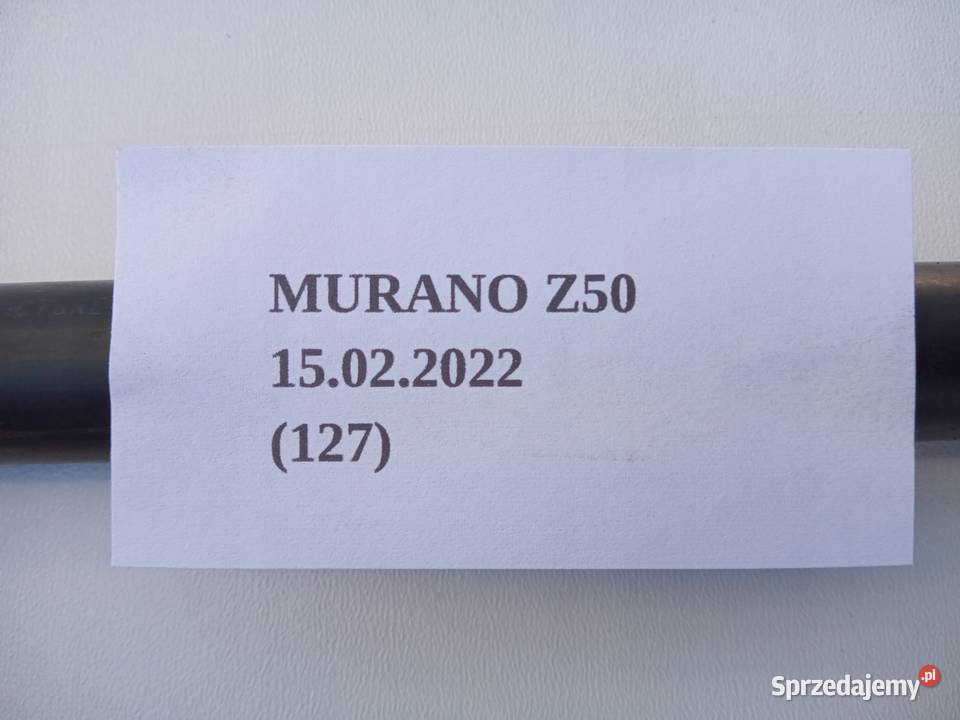 MURANO Z50
15.02.2022
(127)
Sprzedajemy.pl